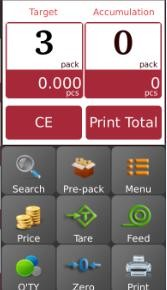 Target Accumulation
3 0
pack pack
0.000 0
pcs pcs
CE Print Total
Search Pre-pack Menu
Price Tare Feed
Q'TY Zero Print